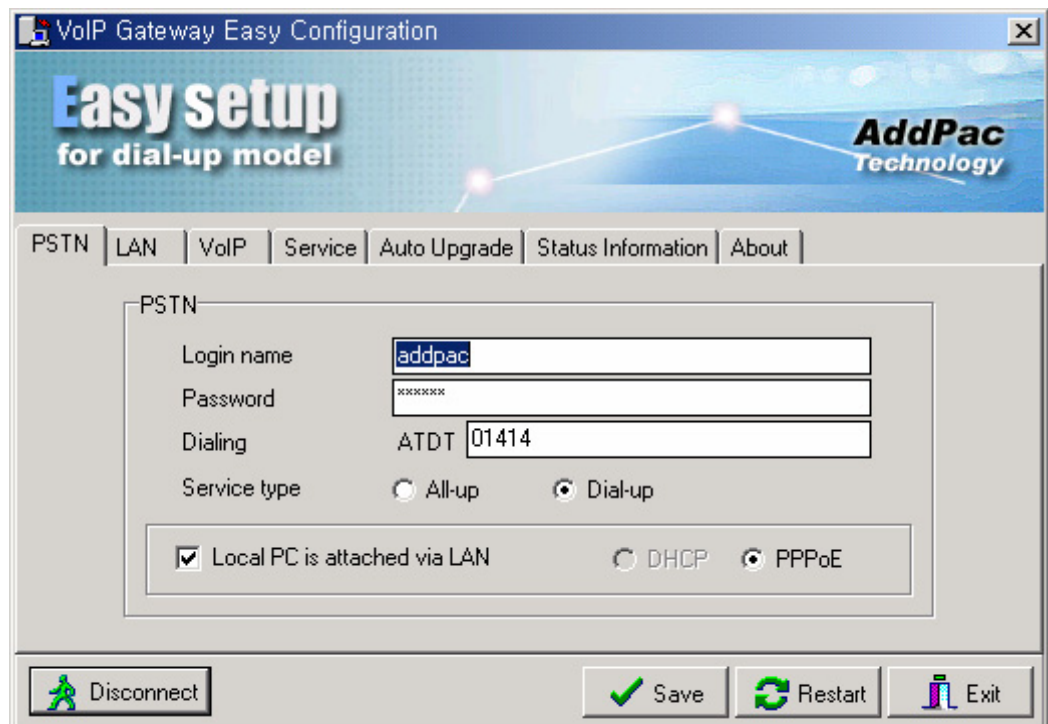 VoIP Gateway Easy Configuration
Easy setup
for dial-up model
AddPac
Technology
PSTN LAN VoIP Service Auto Upgrade Status Information About
PSTN
Login name addpac
Password ******
Dialing ATDT 01414
Service type All-up Dial-up
Local PC is attached via LAN DHCP PPPoE
Disconnect Save Restart Exit